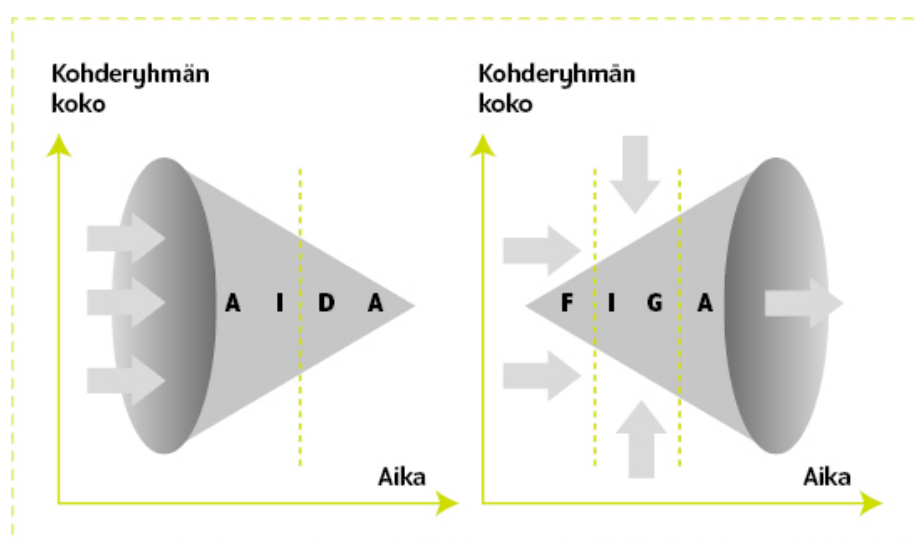 Kohderyhmän
koko
A I D A
Aika
Kohderyhmän
koko
F I G A
Aika